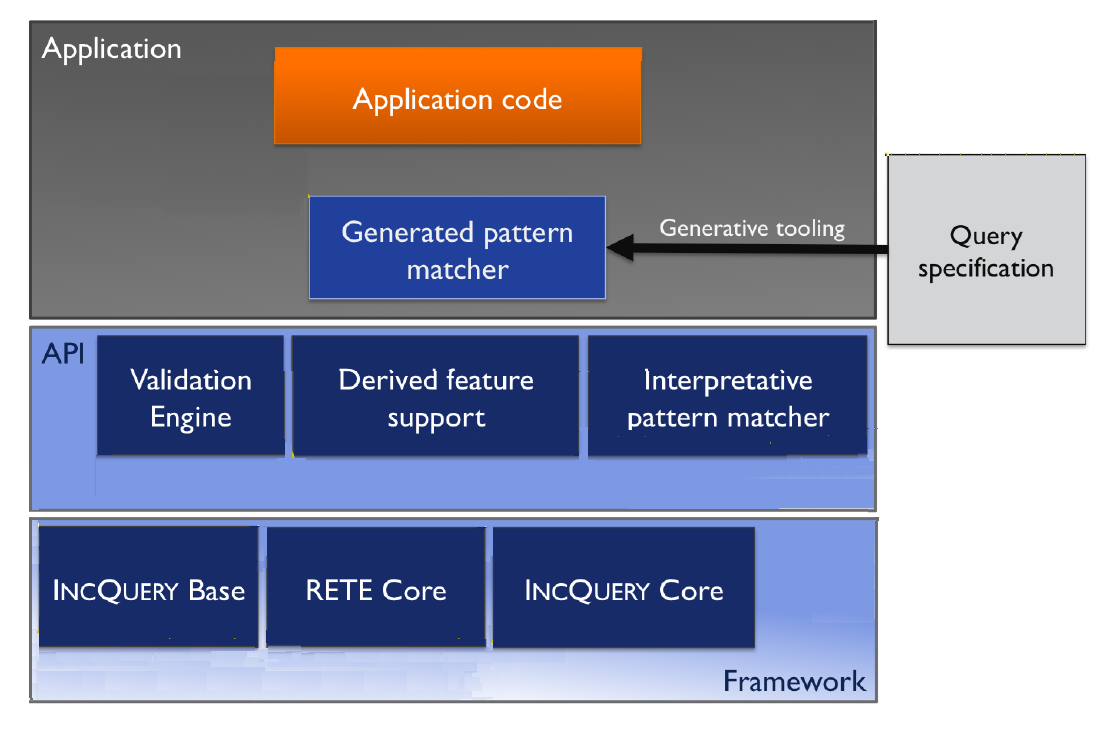 Application
Application code
Generated pattern
matcher
Generative tooling
Query
specification
API
Validation
Engine
Derived feature
support
Interpretative
pattern matcher
INCQUERY Base
RETE Core
INCQUERY Core
Framework